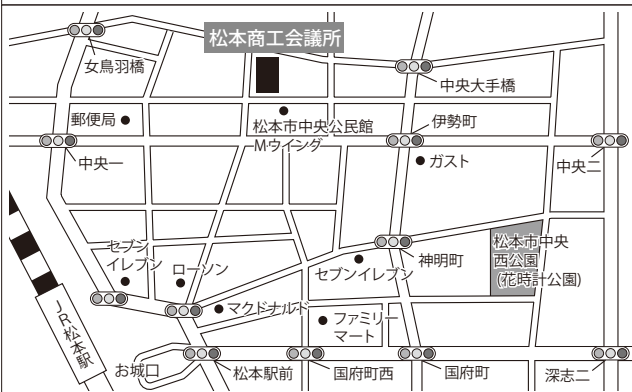 松本商工会議所
女鳥羽橋
中央大手橋
郵便局
松本市中央公民館
Mウイング
伊勢町
中央一
ガスト
中央二
セブン
イレブン
ローソン
セブンイレブン
神明町
松本市中央
西公園
(花時計公園)
マクドナルド
ファミリー
マート
JR松本駅
お城口
松本駅前
国府町西
国府町
深志二